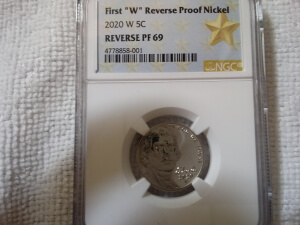 First "W" Reverse Proof Nickel
2020 W 5C
REVERSE PF 69
4778858-001
NGC